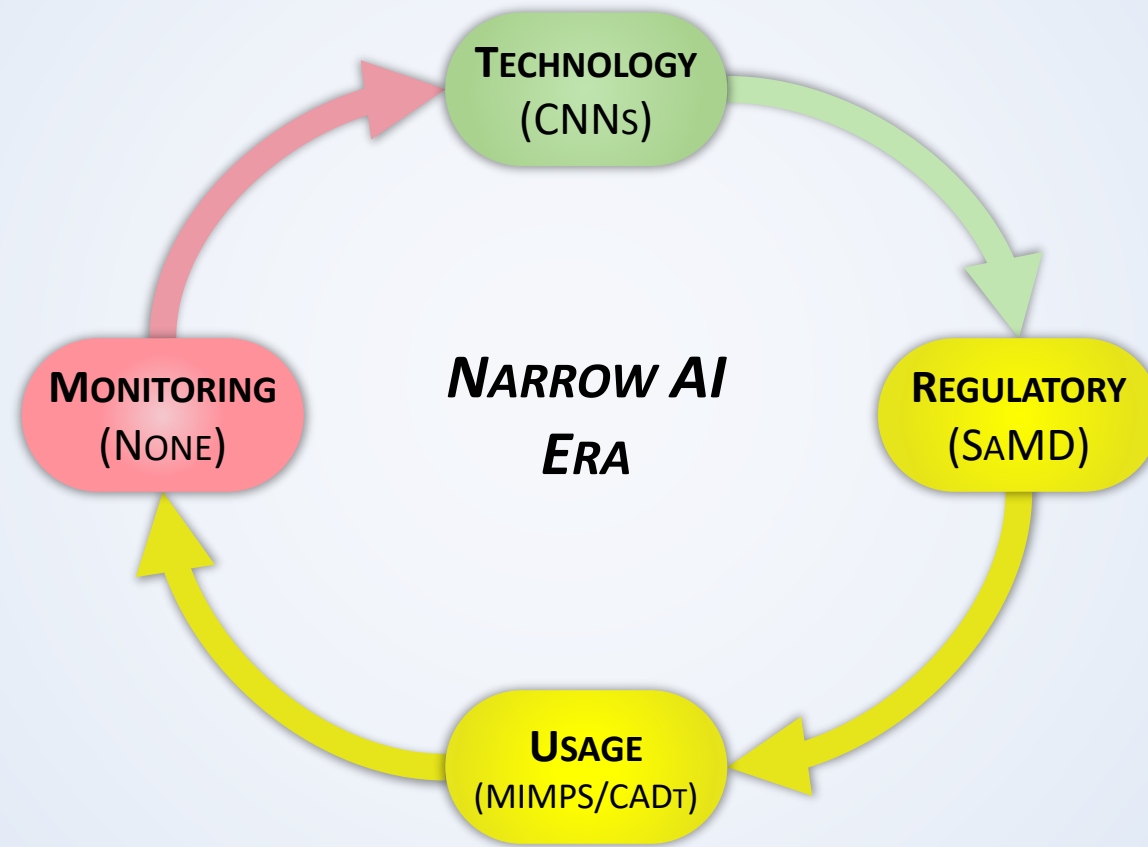 TECHNOLOGY
(CNNS)
NARROW AI
ERA
MONITORING
(NONE)
REGULATORY
(SAMD)
USAGE
(MIMPS/CADT)